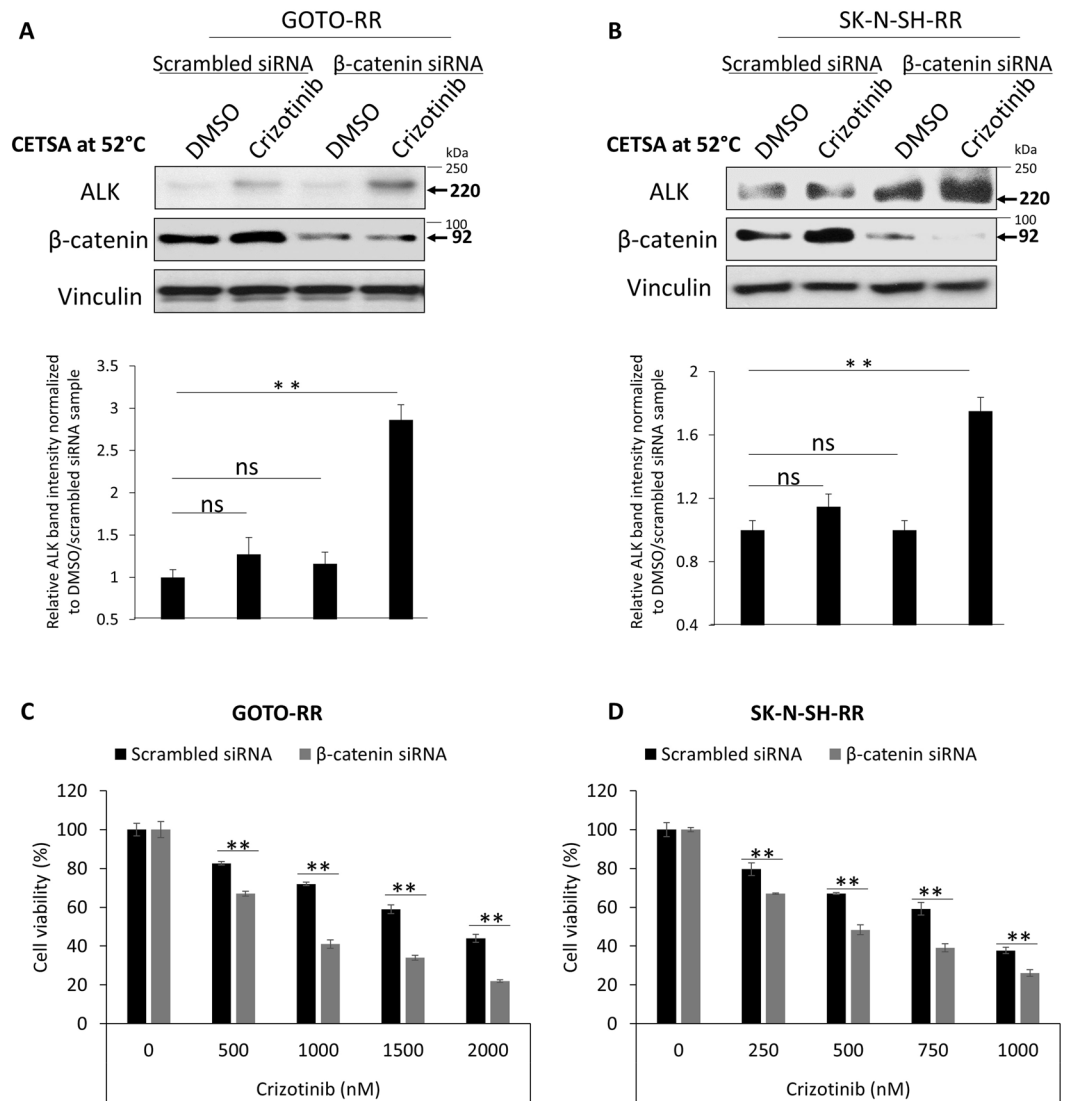 A
GOTO-RR
Scrambled siRNA β-catenin siRNA
DMSO
Crizotinib
DMSO
Crizotinib
CETSA at 52°C
kDa
250
ALK
220
100
β-catenin
92
Vinculin
Relative ALK band intensity normalized
to DMSO/scrambled siRNA sample
3.5
3
2.5
2
1.5
1
0.5
* *
ns
ns
B
SK-N-SH-RR
Scrambled siRNA β-catenin siRNA
DMSO
Crizotinib
DMSO
Crizotinib
CETSA at 52°C
kDa
250
ALK
220
100
β-catenin
92
Vinculin
Relative ALK band intensity normalized
to DMSO/scrambled siRNA sample
2
1.6
1.2
0.8
0.4
* *
ns
ns
C
GOTO-RR
Scrambled siRNA β-catenin siRNA
Cell viability (%)
120
100
80
60
40
20
0
**
**
**
**
0 500 1000 1500 2000
Crizotinib (nM)
D
SK-N-SH-RR
Scrambled siRNA β-catenin siRNA
Cell viability (%)
120
100
80
60
40
20
0
**
**
**
**
0 250 500 750 1000
Crizotinib (nM)